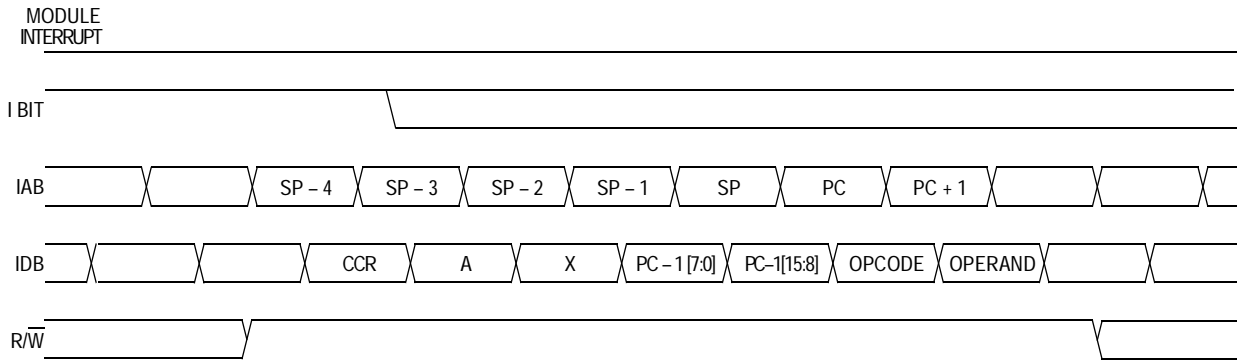 MODULE
INTERRUPT
I BIT
IAB SP – 4 SP – 3 SP – 2 SP – 1 SP PC PC + 1
IDB CCR A X PC – 1 [7:0] PC–1[15:8] OPCODE OPERAND
R/W̅